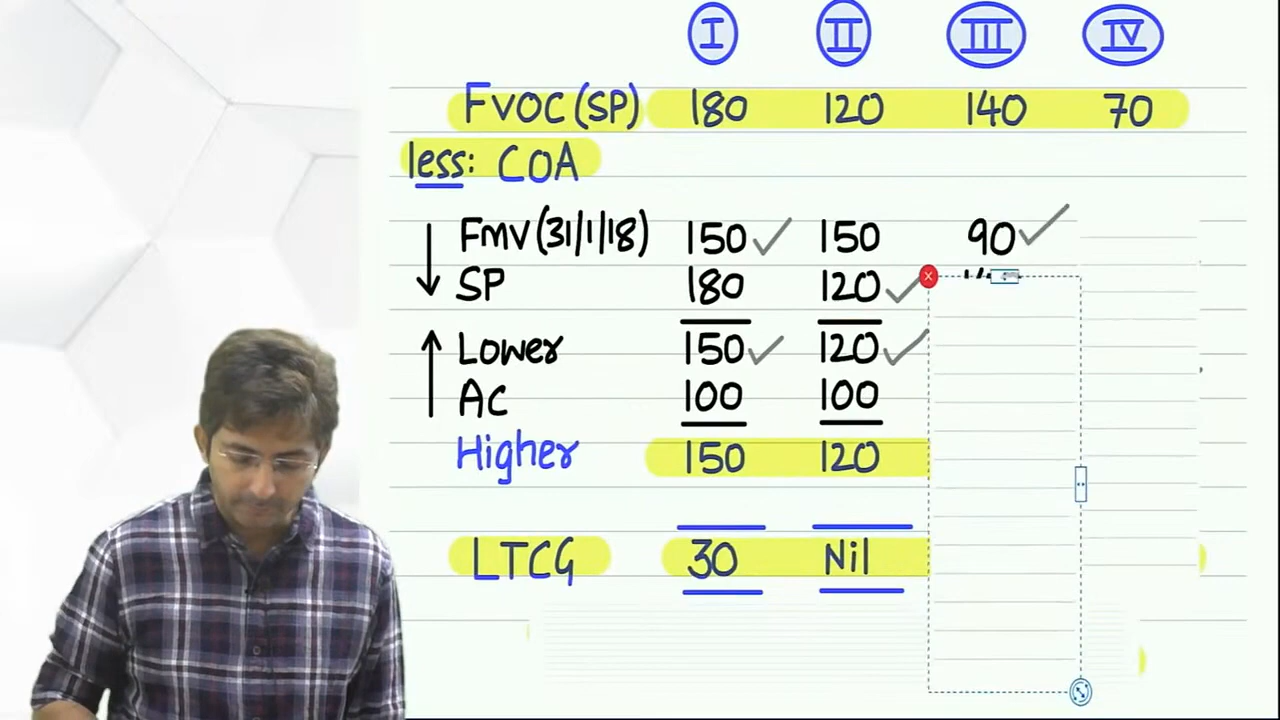 I II III IV
FVOC (SP) 180 120 140 70
less: COA
FMV (31/1/18) 150 150 90
SP 180 120
Lower 150 120
AC 100 100
Higher 150 120
LTCG 30 Nil